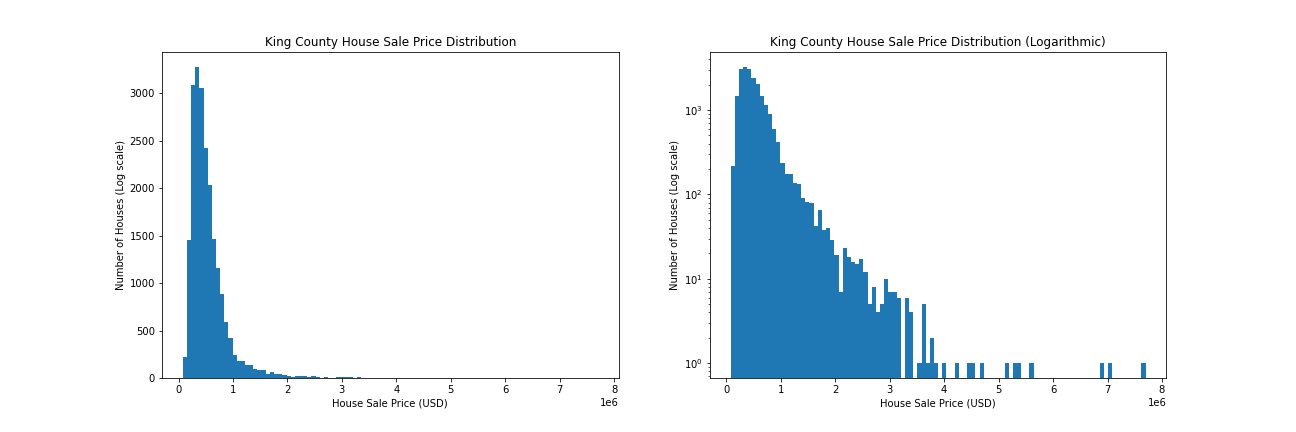 King County House Sale Price Distribution
Number of Houses (Log scale)
3000
2500
2000
1500
1000
500
0
0 1 2 3 4 5 6 7 8
1e6
House Sale Price (USD)
King County House Sale Price Distribution (Logarithmic)
Number of Houses (Log scale)
10³
10²
10¹
10⁰
0 1 2 3 4 5 6 7 8
1e6
House Sale Price (USD)